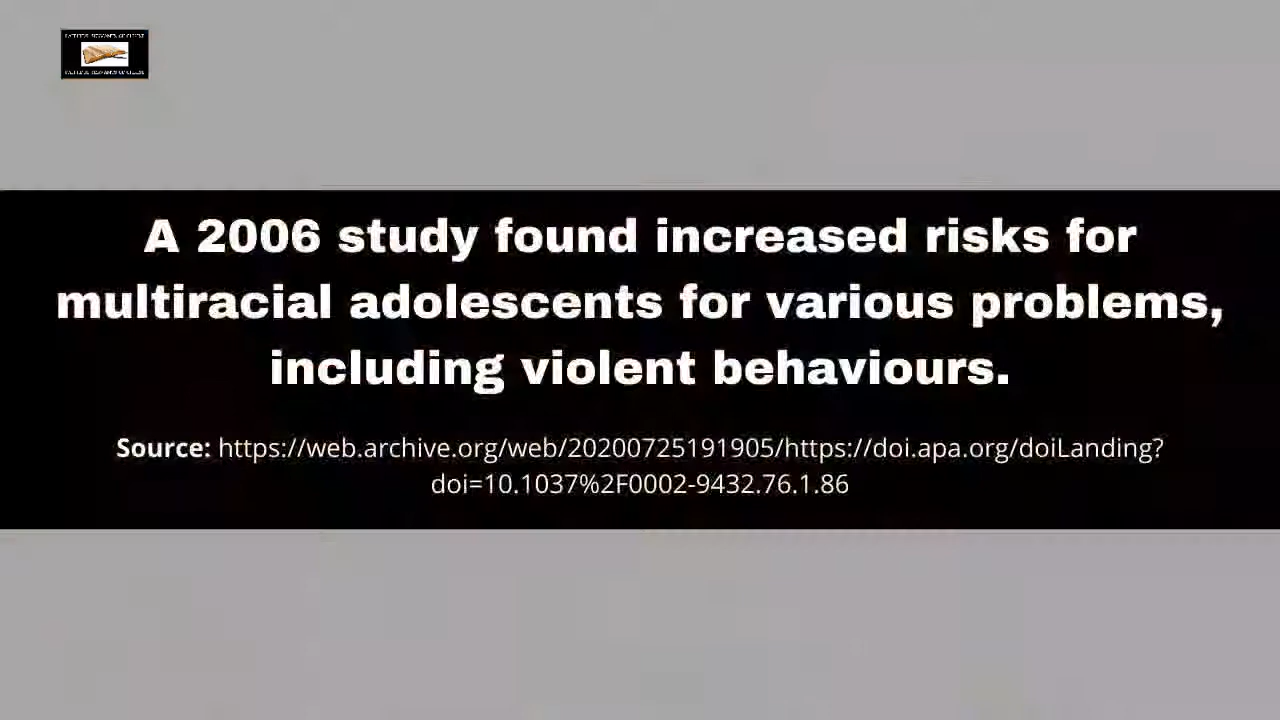 A 2006 study found increased risks for
multiracial adolescents for various problems,
including violent behaviours.
Source: https://web.archive.org/web/20200725191905/https://doi.apa.org/doiLanding?
doi=10.1037%2F0002-9432.76.1.86